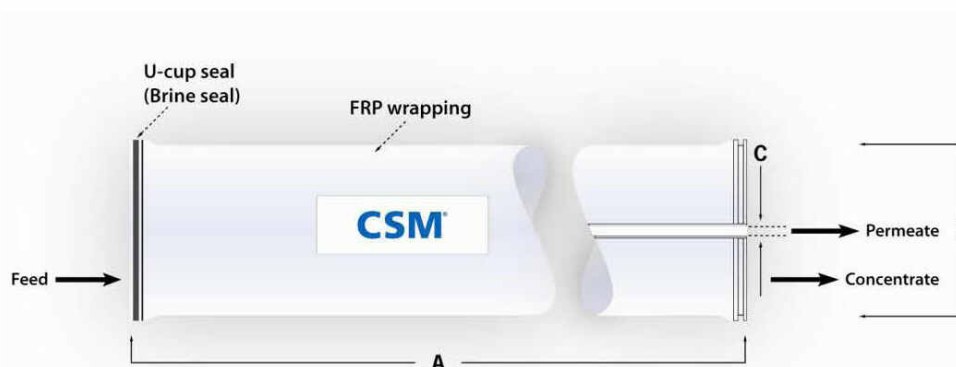 U-cup seal
(Brine seal)
FRP wrapping
C
CSM®
Permeate
Feed
Concentrate
A